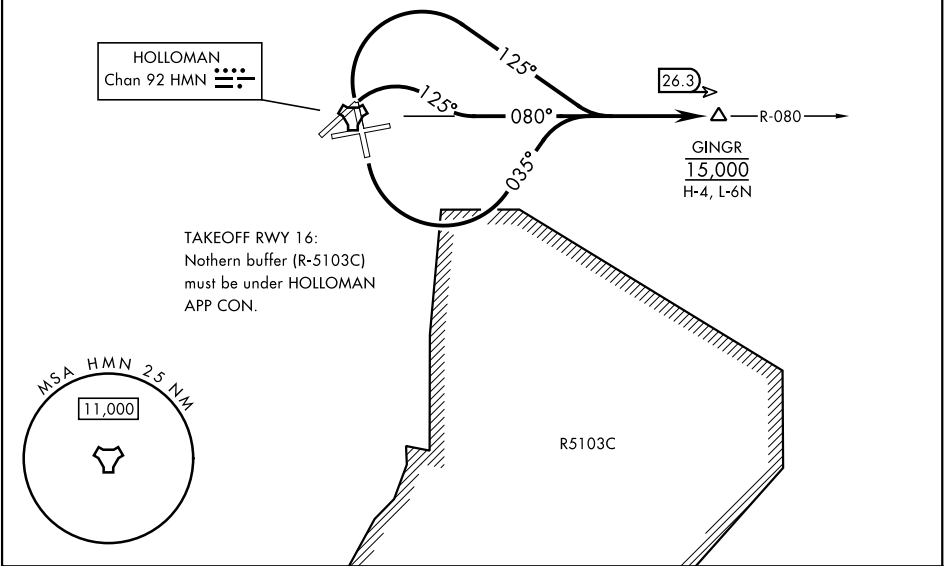 HOLLOMAN
Chan 92 HMN
125°
125°
080°
035°
26.3
R-080
GINGR
15,000
H-4, L-6N
TAKEOFF RWY 16:
Nothern buffer (R-5103C)
must be under HOLLOMAN
APP CON.
MSA HMN 25 NM
11,000
R5103C